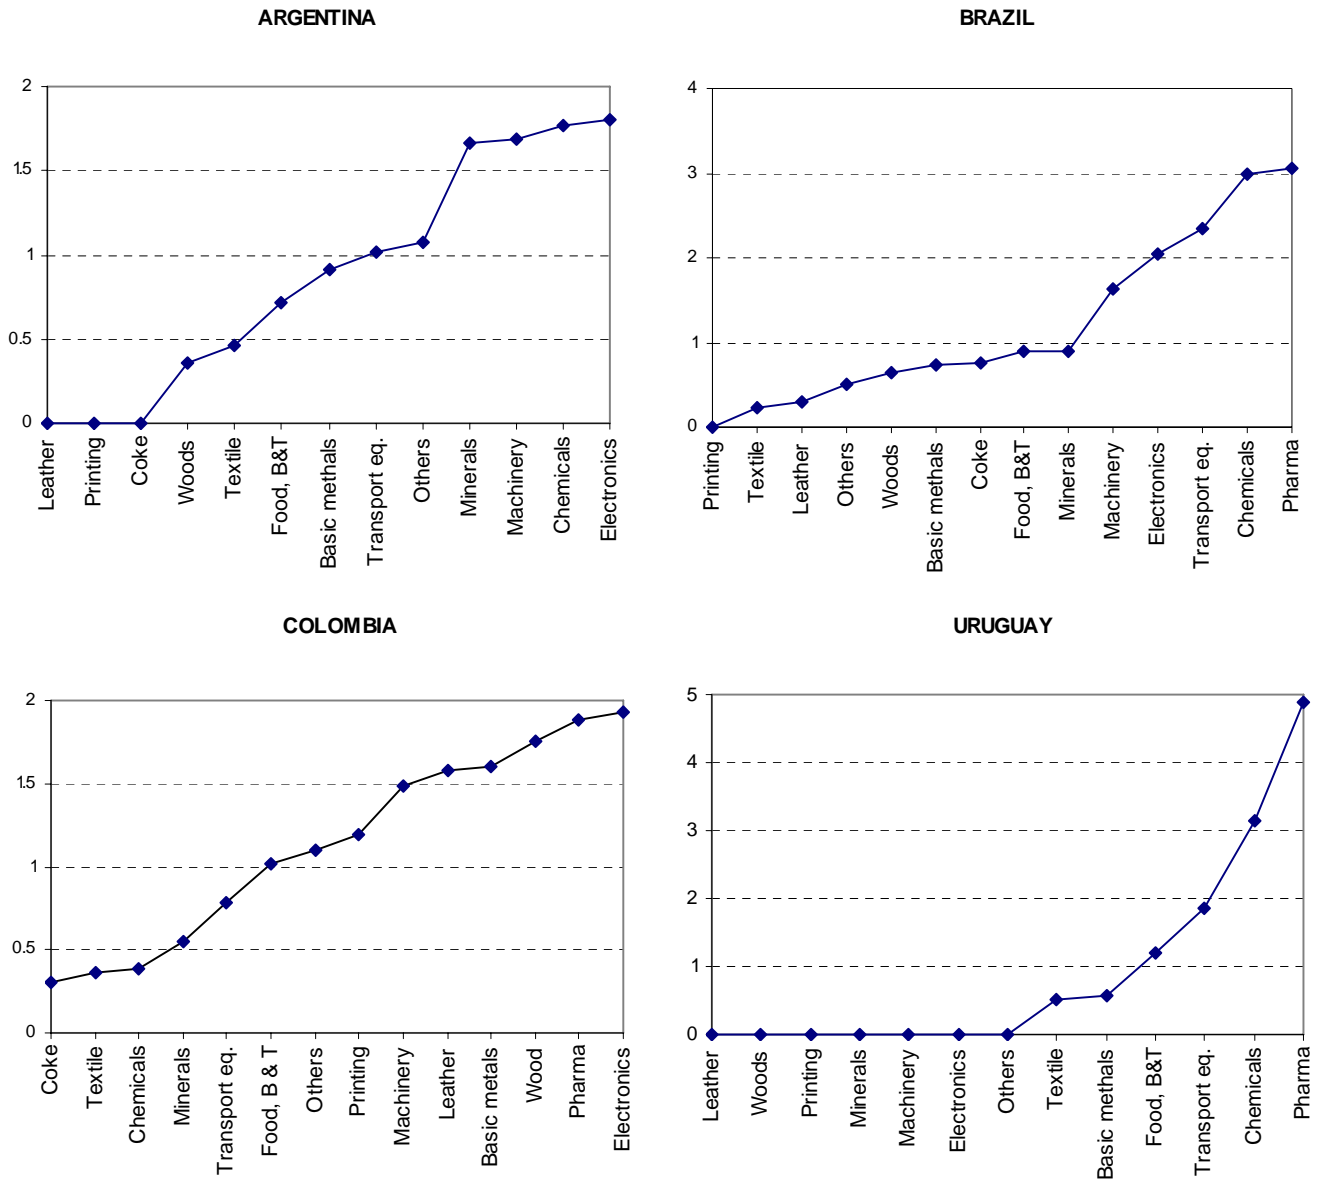 ARGENTINA
2
1.5
1
0.5
0
Leather
Printing
Coke
Woods
Textile
Food, B&T
Basic methals
Transport eq.
Others
Minerals
Machinery
Chemicals
Electronics
BRAZIL
4
3
2
1
0
Printing
Textile
Leather
Others
Woods
Basic methals
Coke
Food, B&T
Minerals
Machinery
Electronics
Transport eq.
Chemicals
Pharma
COLOMBIA
2
1.5
1
0.5
0
Coke
Textile
Chemicals
Minerals
Transport eq.
Food, B & T
Others
Printing
Machinery
Leather
Basic metals
Wood
Pharma
Electronics
URUGUAY
5
4
3
2
1
0
Leather
Woods
Printing
Minerals
Machinery
Electronics
Others
Textile
Basic methals
Food, B&T
Transport eq.
Chemicals
Pharma